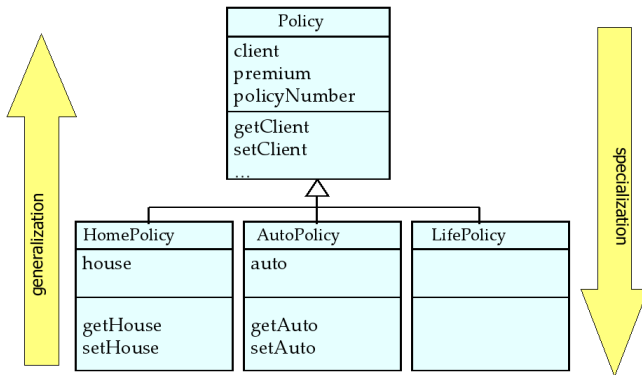 Policy
client
premium
policyNumber
getClient
setClient
...
generalization
specialization
HomePolicy
house
getHouse
setHouse
AutoPolicy
auto
getAuto
setAuto
LifePolicy